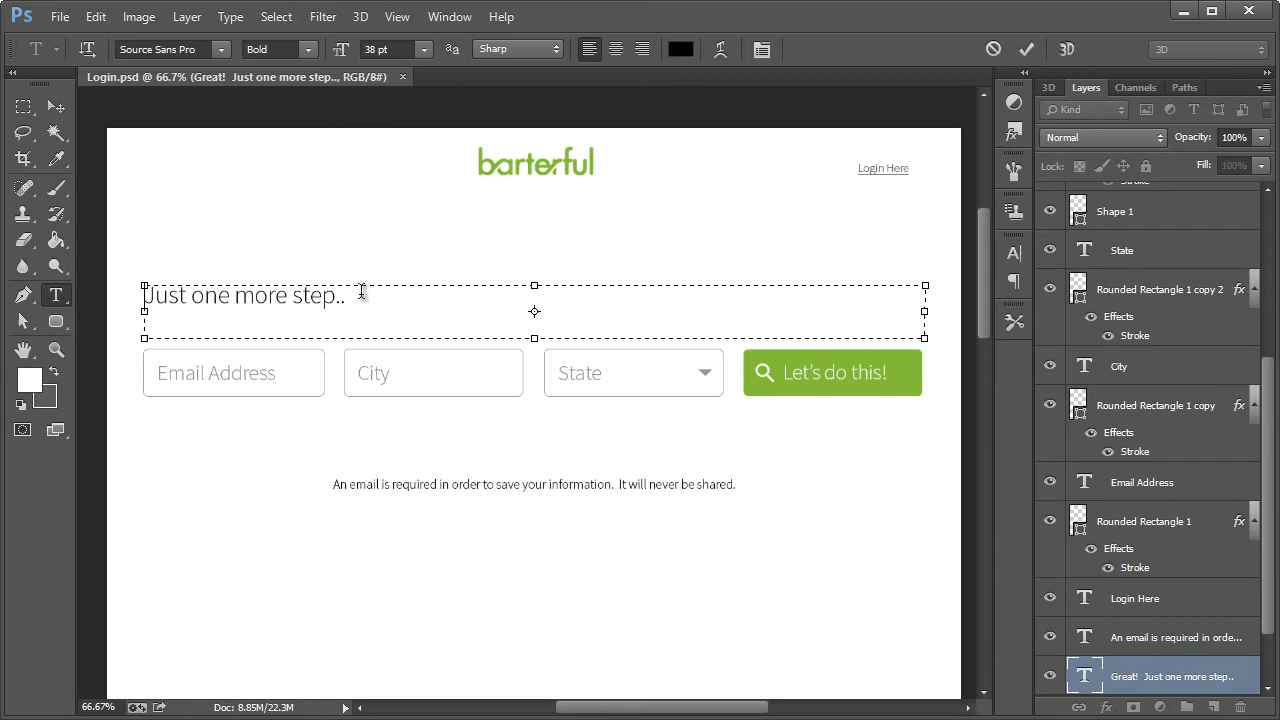 Ps File Edit Image Layer Type Select Filter 3D View Window Help
T Source Sans Pro Bold 38 pt Sharp 3D 3D
Login.psd @ 66.7% (Great!  Just one more step.., RGB/8#) ×
3D Layers Channels Paths
Kind
Normal Opacity: 100%
Lock: Fill: 100%
Stroke
Shape 1
State
Rounded Rectangle 1 copy 2 fx
Effects
Stroke
City
Rounded Rectangle 1 copy fx
Effects
Stroke
Email Address
Rounded Rectangle 1 fx
Effects
Stroke
Login Here
An email is required in orde...
Great!  Just one more step..
barterful
Login Here
Just one more step..
Email Address City State Let's do this!
An email is required in order to save your information.  It will never be shared.
66.67% Doc: 8.85M/22.3M